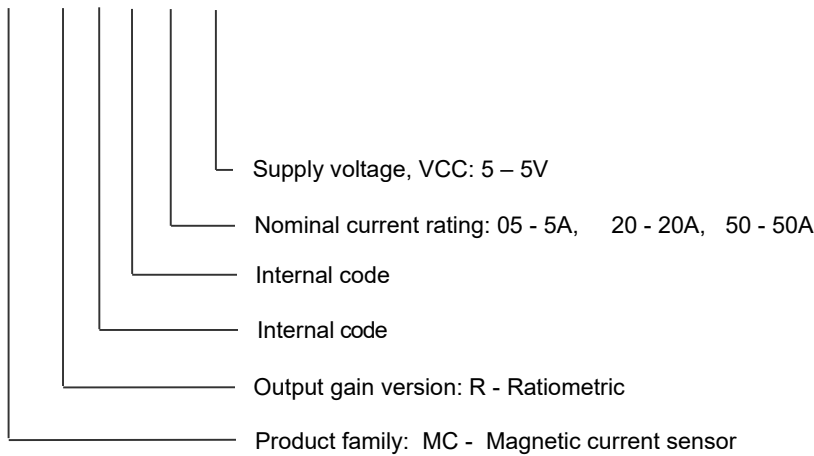 Supply voltage, VCC: 5 – 5V
Nominal current rating: 05 - 5A, 20 - 20A, 50 - 50A
Internal code
Internal code
Output gain version: R - Ratiometric
Product family: MC - Magnetic current sensor